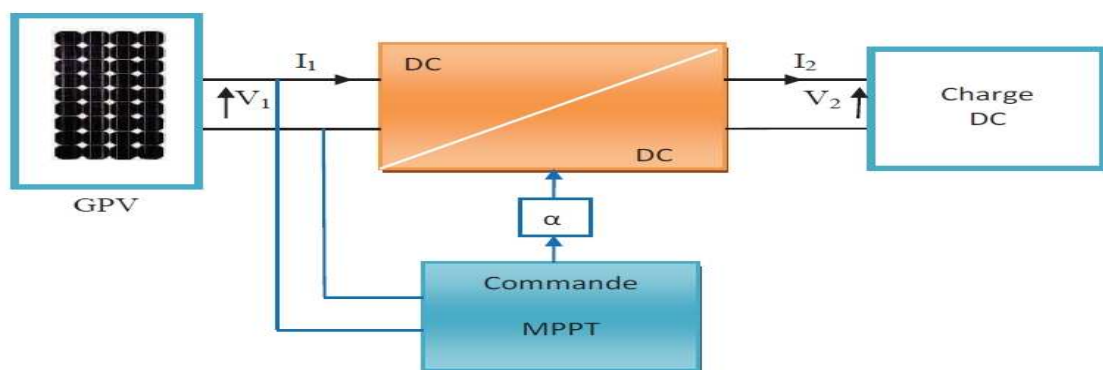 I₁
DC
I₂
V₁
V₂
Charge
DC
DC
GPV
α
Commande
MPPT